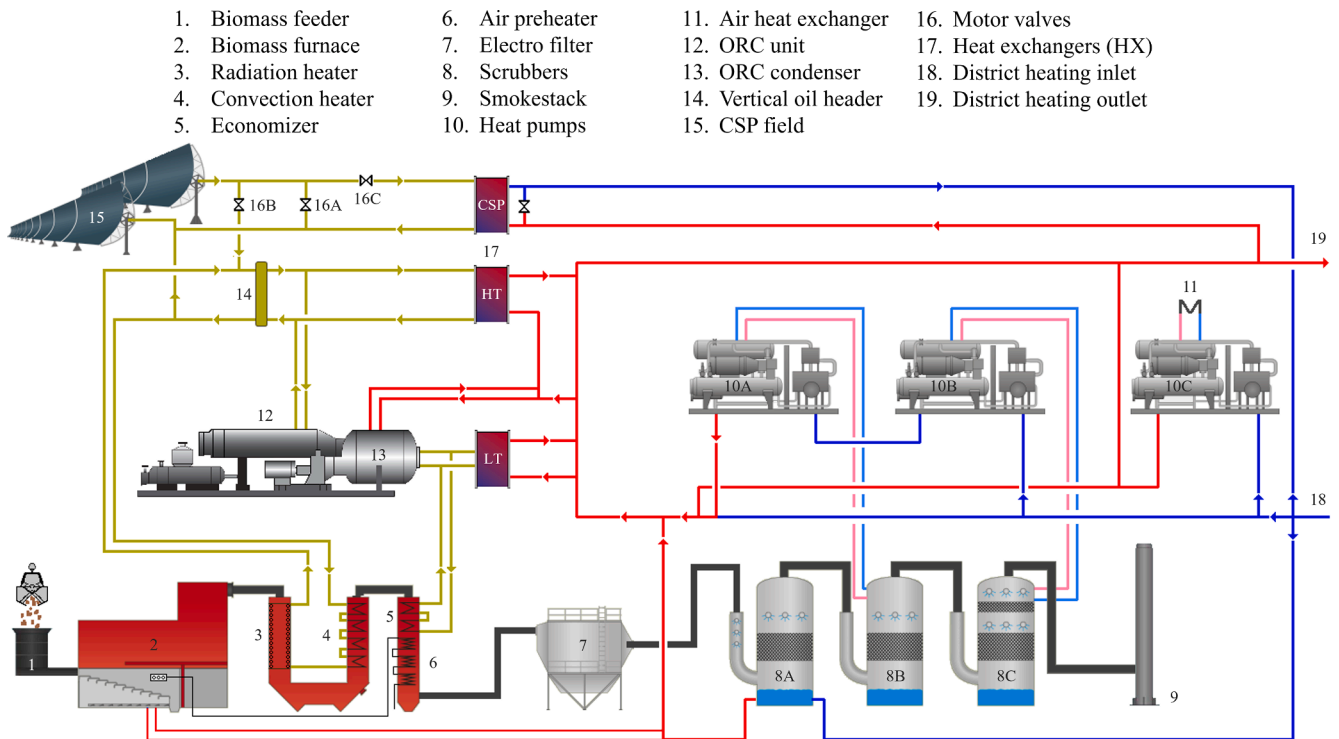 1. Biomass feeder
2. Biomass furnace
3. Radiation heater
4. Convection heater
5. Economizer
6. Air preheater
7. Electro filter
8. Scrubbers
9. Smokestack
10. Heat pumps
11. Air heat exchanger
12. ORC unit
13. ORC condenser
14. Vertical oil header
15. CSP field
16. Motor valves
17. Heat exchangers (HX)
18. District heating inlet
19. District heating outlet
16C
CSP
16B
16A
15
19
17
14
HT
11
10A
10B
10C
12
13
LT
18
1
2
3
4
5
6
7
8A
8B
8C
9